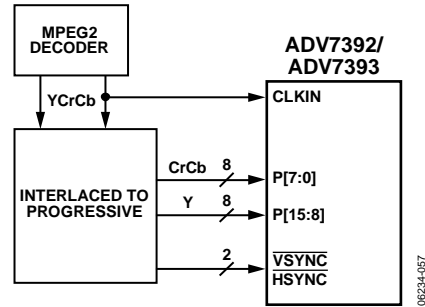 MPEG2
DECODER
YCrCb
ADV7392/
ADV7393
CLKIN
INTERLACED TO
PROGRESSIVE
CrCb 8
P[7:0]
Y 8
P[15:8]
2
VSYNC
HSYNC
06234-057